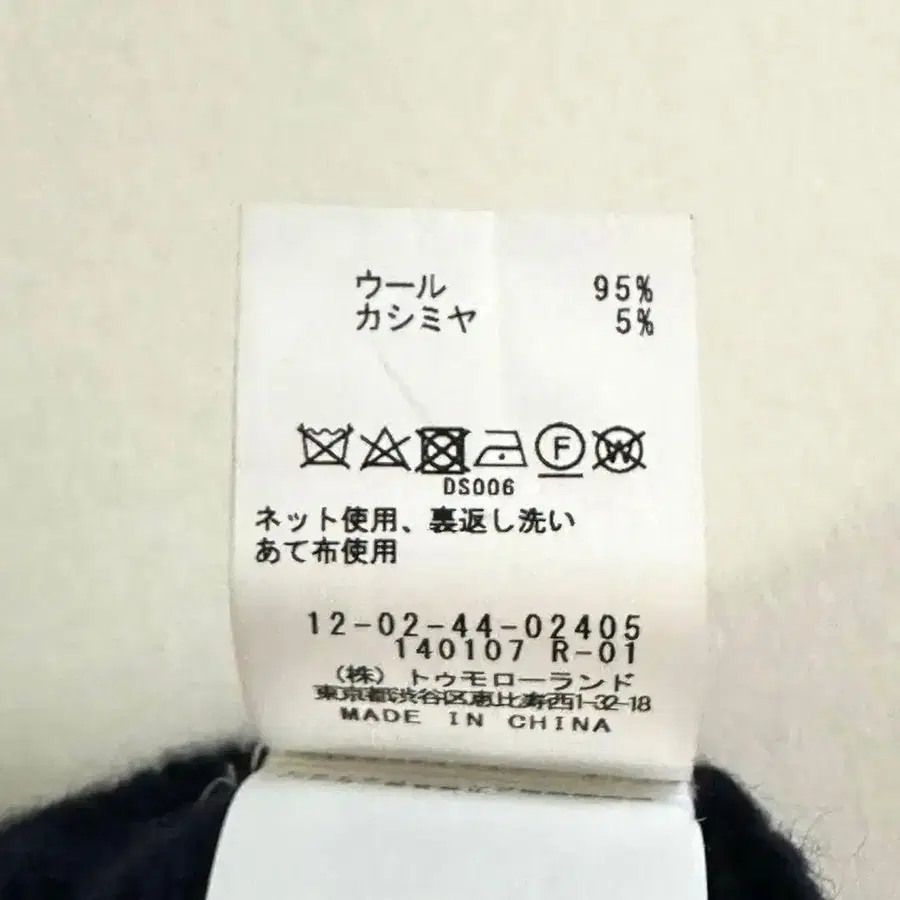 ウール 95%
カシミヤ 5%
F W
DS006
ネット使用、裏返し洗い
あて布使用
12-02-44-02405
140107 R-01
(株) トゥモローランド
東京都渋谷区恵比寿西1-32-18
MADE IN CHINA